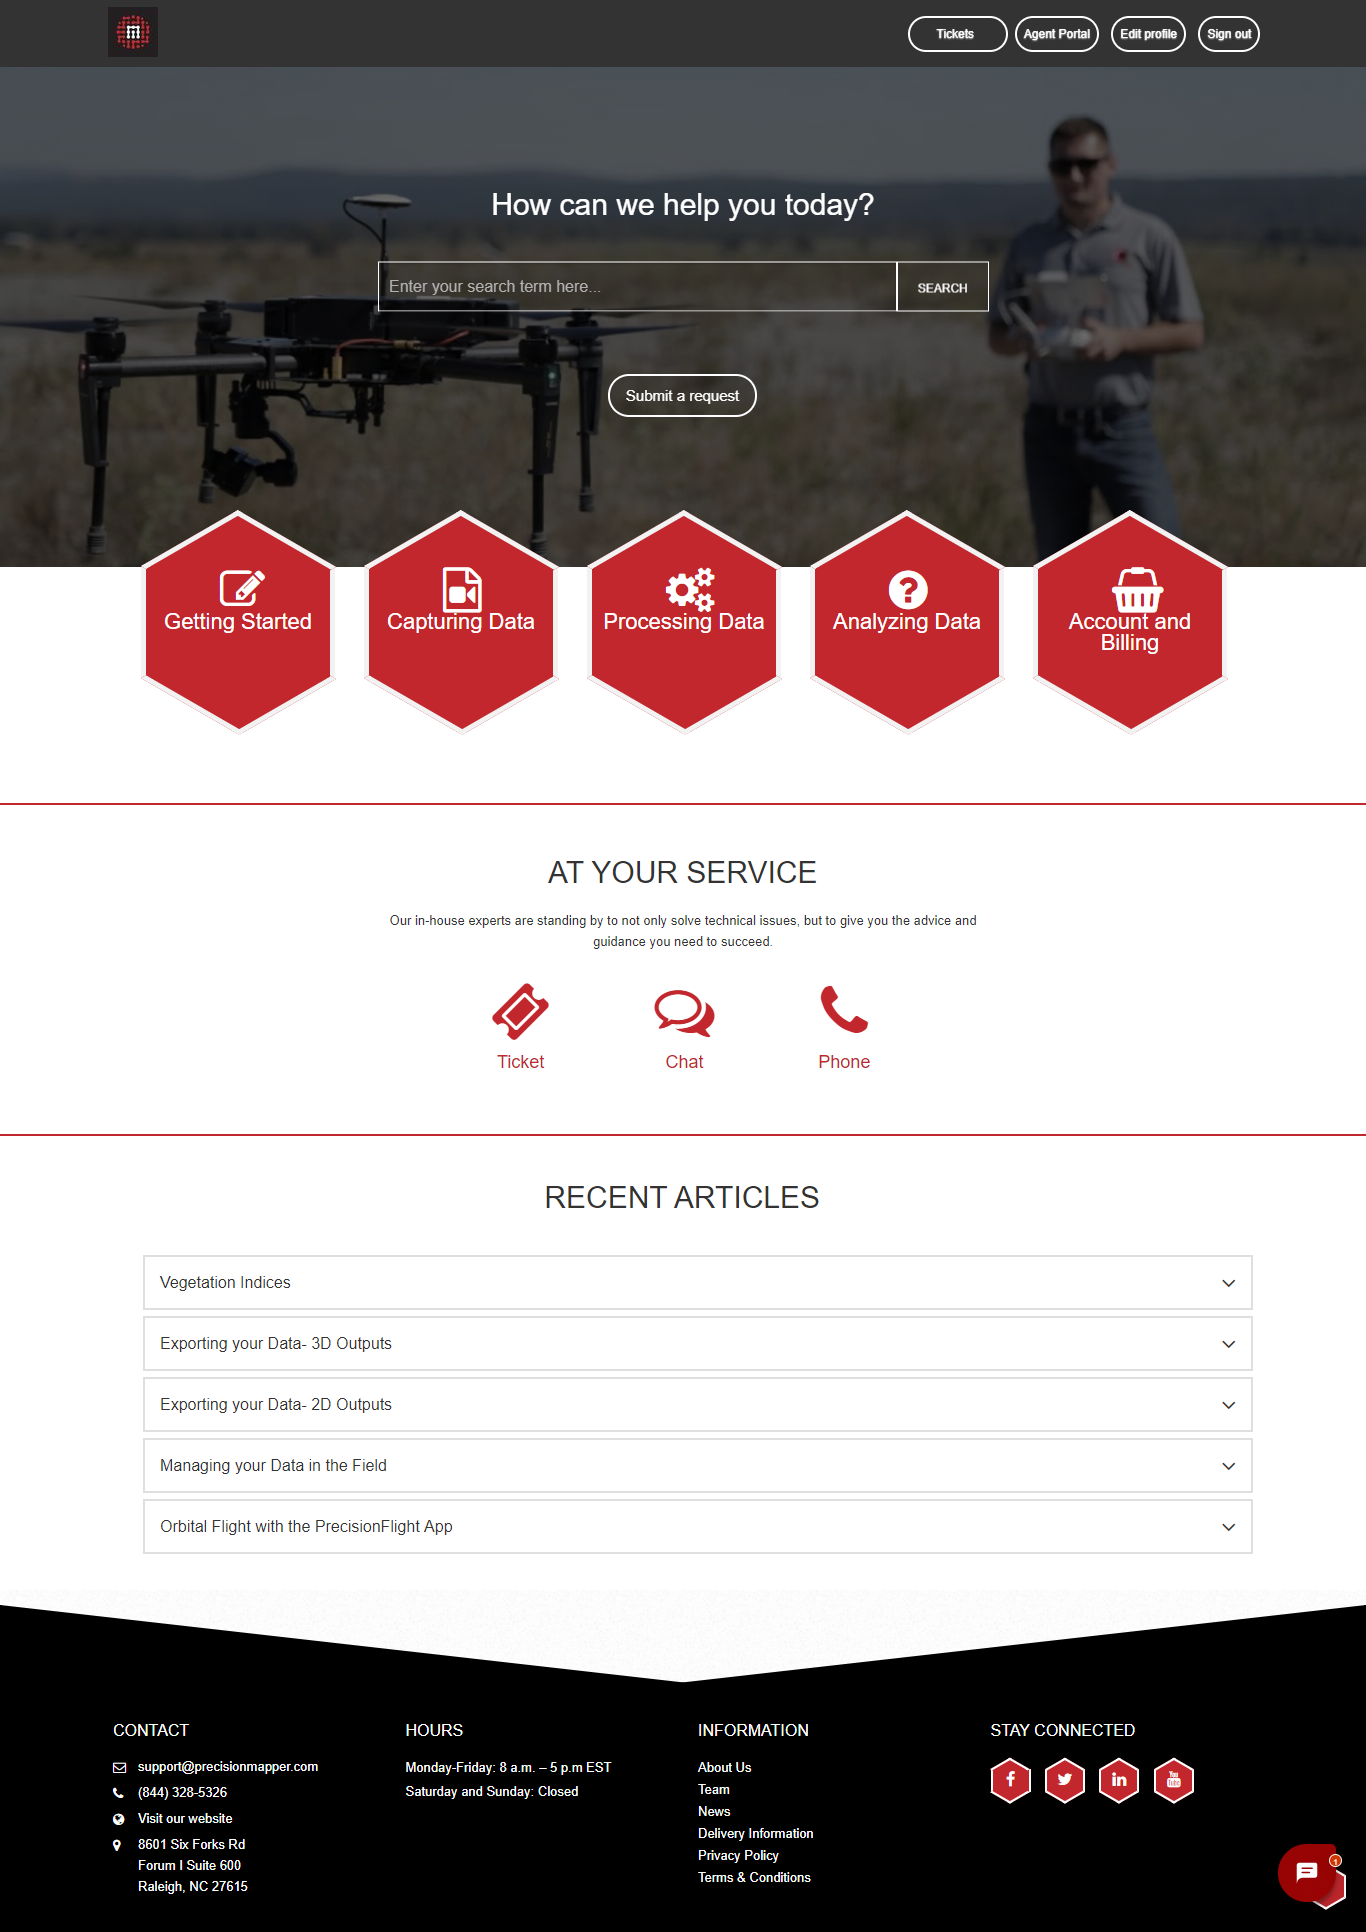 Tickets
Agent Portal
Edit profile
Sign out
How can we help you today?
Enter your search term here...
SEARCH
Submit a request
Getting Started
Capturing Data
Processing Data
Analyzing Data
Account and
Billing
AT YOUR SERVICE
Our in-house experts are standing by to not only solve technical issues, but to give you the advice and
guidance you need to succeed.
Ticket
Chat
Phone
RECENT ARTICLES
Vegetation Indices
Exporting your Data- 3D Outputs
Exporting your Data- 2D Outputs
Managing your Data in the Field
Orbital Flight with the PrecisionFlight App
CONTACT
support@precisionmapper.com
(844) 328-5326
Visit our website
8601 Six Forks Rd
Forum I Suite 600
Raleigh, NC 27615
HOURS
Monday-Friday: 8 a.m. – 5 p.m EST
Saturday and Sunday: Closed
INFORMATION
About Us
Team
News
Delivery Information
Privacy Policy
Terms & Conditions
STAY CONNECTED
You
Tube
1